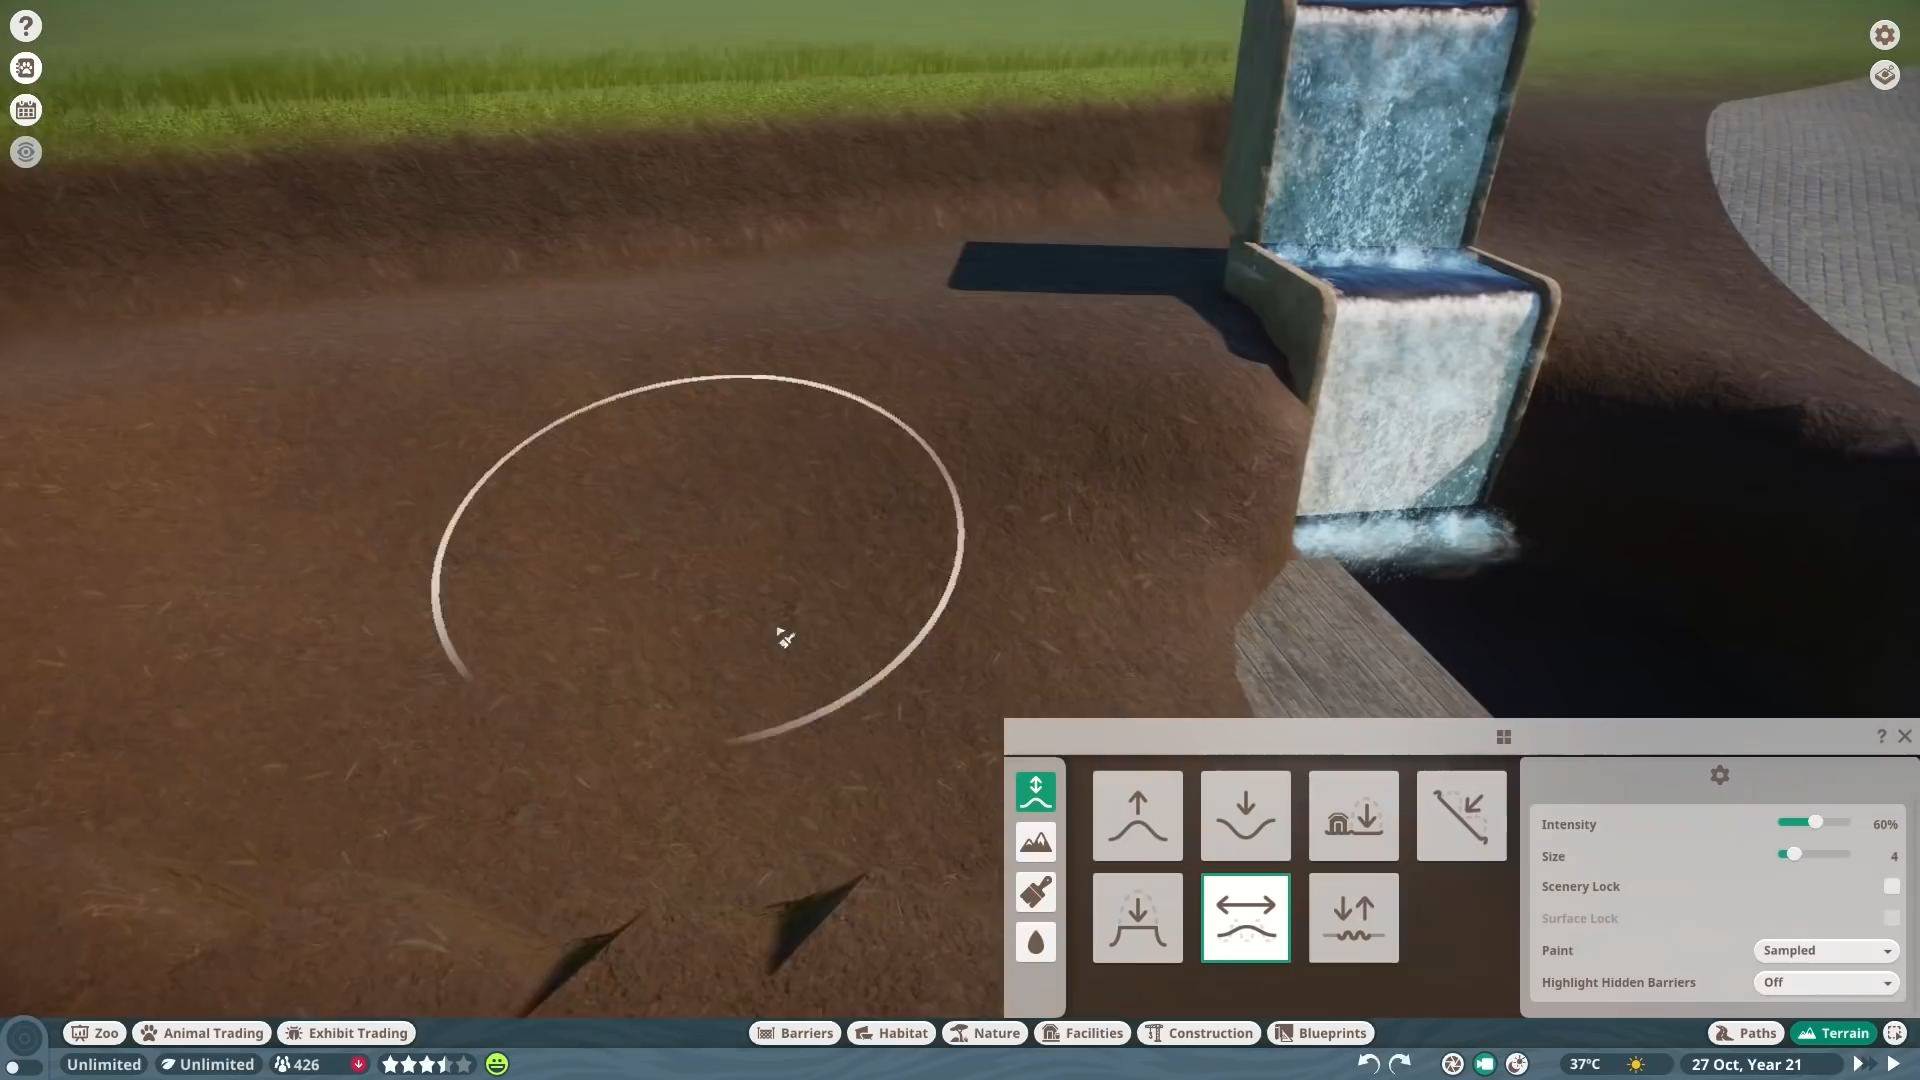 ?
?
Intensity 60%
Size 4
Scenery Lock
Surface Lock
Paint Sampled
Highlight Hidden Barriers Off
Zoo Animal Trading Exhibit Trading Barriers Habitat Nature Facilities Construction Blueprints Paths Terrain
Unlimited Unlimited 426 37°C 27 Oct, Year 21